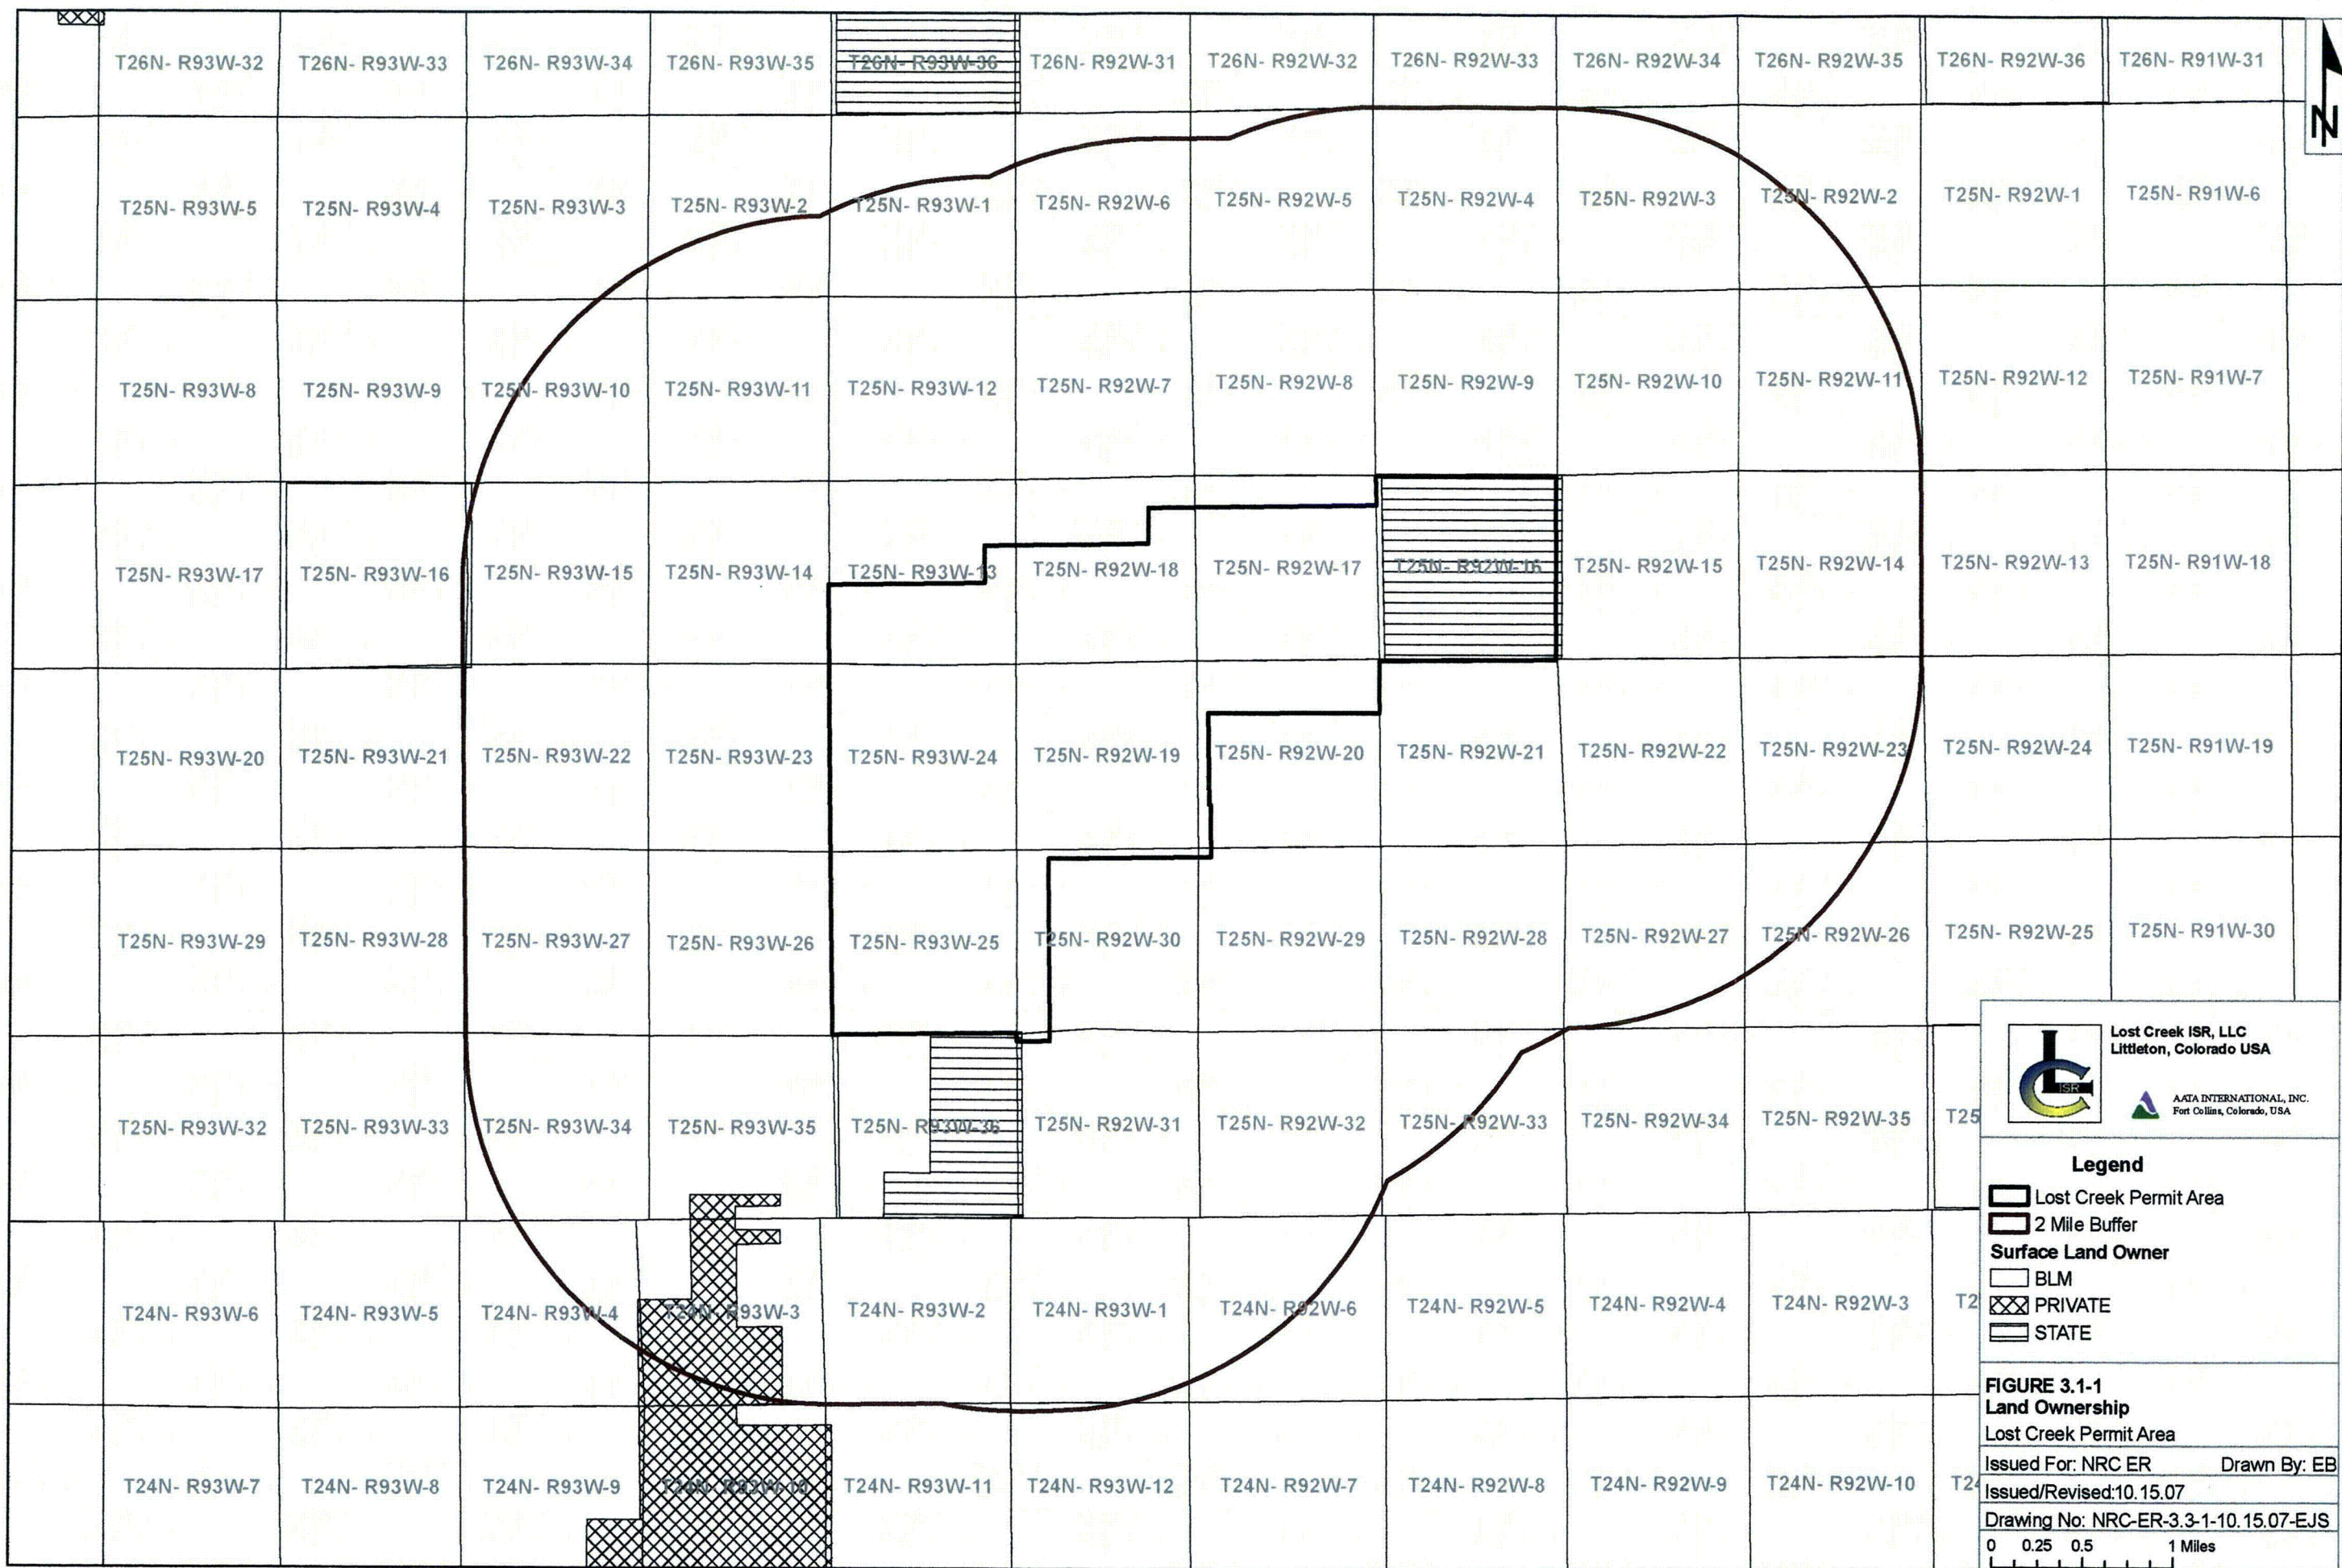 T26N- R93W-32 T26N- R93W-33 T26N- R93W-34 T26N- R93W-35 T26N- R93W-36 T26N- R92W-31 T26N- R92W-32 T26N- R92W-33 T26N- R92W-34 T26N- R92W-35 T26N- R92W-36 T26N- R91W-31
N
T25N- R93W-5 T25N- R93W-4 T25N- R93W-3 T25N- R93W-2 T25N- R93W-1 T25N- R92W-6 T25N- R92W-5 T25N- R92W-4 T25N- R92W-3 T25N- R92W-2 T25N- R92W-1 T25N- R91W-6
T25N- R93W-8 T25N- R93W-9 T25N- R93W-10 T25N- R93W-11 T25N- R93W-12 T25N- R92W-7 T25N- R92W-8 T25N- R92W-9 T25N- R92W-10 T25N- R92W-11 T25N- R92W-12 T25N- R91W-7
T25N- R93W-17 T25N- R93W-16 T25N- R93W-15 T25N- R93W-14 T25N- R93W-13 T25N- R92W-18 T25N- R92W-17 T25N- R92W-16 T25N- R92W-15 T25N- R92W-14 T25N- R92W-13 T25N- R91W-18
T25N- R93W-20 T25N- R93W-21 T25N- R93W-22 T25N- R93W-23 T25N- R93W-24 T25N- R92W-19 T25N- R92W-20 T25N- R92W-21 T25N- R92W-22 T25N- R92W-23 T25N- R92W-24 T25N- R91W-19
T25N- R93W-29 T25N- R93W-28 T25N- R93W-27 T25N- R93W-26 T25N- R93W-25 T25N- R92W-30 T25N- R92W-29 T25N- R92W-28 T25N- R92W-27 T25N- R92W-26 T25N- R92W-25 T25N- R91W-30
T25N- R93W-32 T25N- R93W-33 T25N- R93W-34 T25N- R93W-35 T25N- R93W-36 T25N- R92W-31 T25N- R92W-32 T25N- R92W-33 T25N- R92W-34 T25N- R92W-35 T25
T24N- R93W-6 T24N- R93W-5 T24N- R93W-4 T24N- R93W-3 T24N- R93W-2 T24N- R93W-1 T24N- R92W-6 T24N- R92W-5 T24N- R92W-4 T24N- R92W-3 T2
T24N- R93W-7 T24N- R93W-8 T24N- R93W-9 T24N- R93W-10 T24N- R93W-11 T24N- R93W-12 T24N- R92W-7 T24N- R92W-8 T24N- R92W-9 T24N- R92W-10 T24
LC ISR
Lost Creek ISR, LLC
Littleton, Colorado USA
AATA INTERNATIONAL, INC.
Fort Collins, Colorado, USA
Legend
Lost Creek Permit Area
2 Mile Buffer
Surface Land Owner
BLM
PRIVATE
STATE
FIGURE 3.1-1
Land Ownership
Lost Creek Permit Area
Issued For: NRC ER Drawn By: EB
Issued/Revised:10.15.07
Drawing No: NRC-ER-3.3-1-10.15.07-EJS
0 0.25 0.5 1 Miles